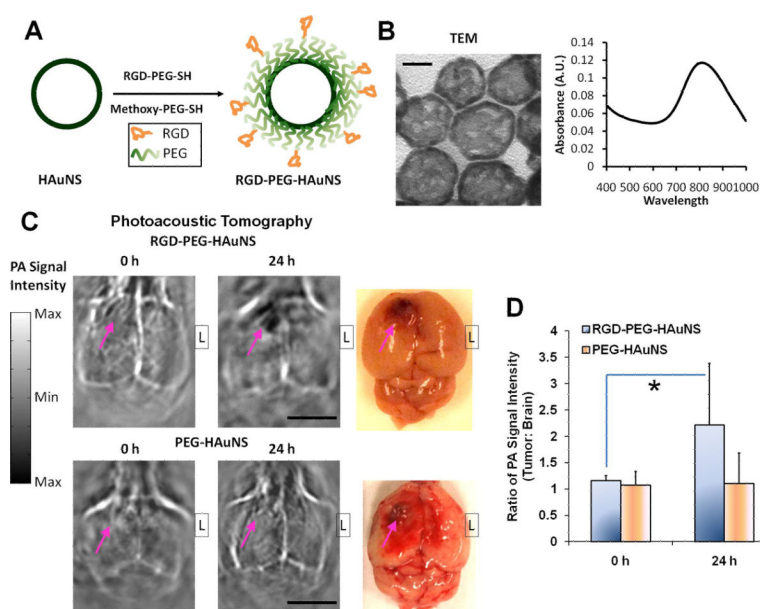 A
RGD-PEG-SH
Methoxy-PEG-SH
RGD
PEG
HAuNS
RGD-PEG-HAuNS
B
TEM
Absorbance (A.U.)
0.14
0.12
0.1
0.08
0.06
0.04
0.02
0
400 500 600 700 800 9001000
Wavelength
C
Photoacoustic Tomography
RGD-PEG-HAuNS
PA Signal
Intensity
Max
Min
Max
0 h
24 h
L
L
PEG-HAuNS
0 h
24 h
L
L
D
Ratio of PA Signal Intensity
(Tumor: Brain)
4
3.5
3
2.5
2
1.5
1
0.5
0
RGD-PEG-HAuNS
PEG-HAuNS
*
0 h
24 h